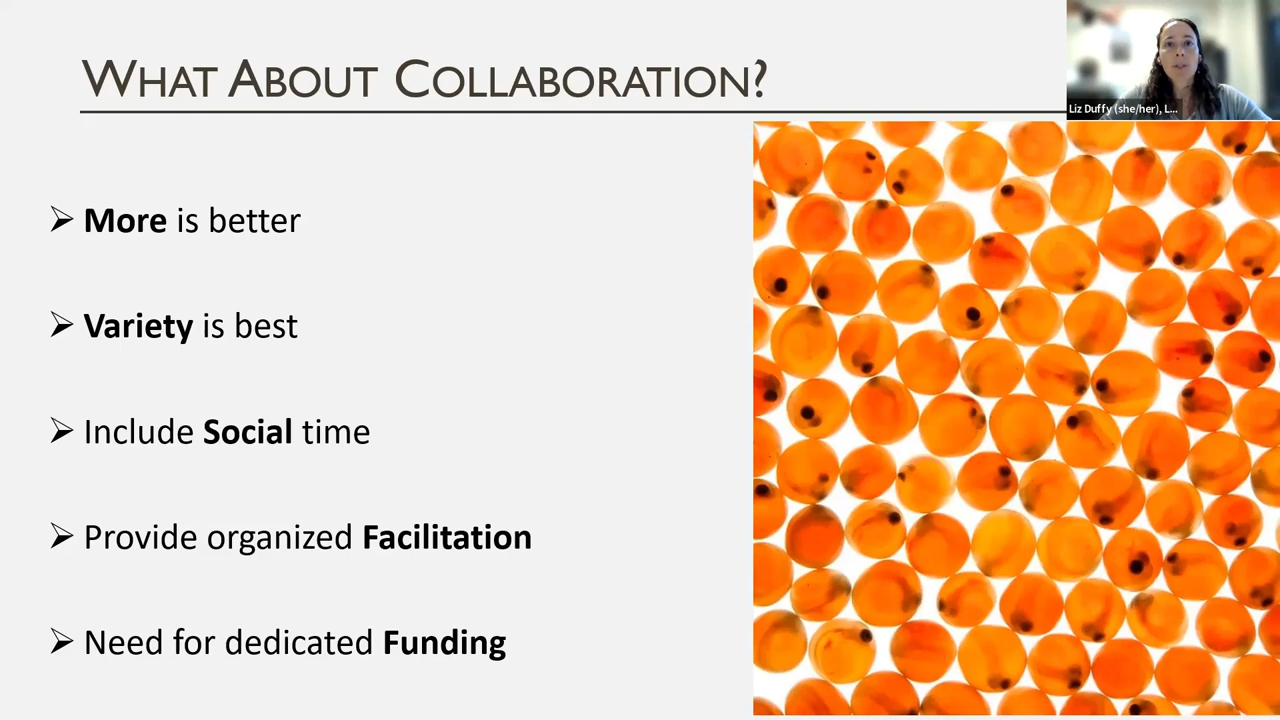 WHAT ABOUT COLLABORATION?
Liz Duffy (she/her), L...
➢ More is better
➢ Variety is best
➢ Include Social time
➢ Provide organized Facilitation
➢ Need for dedicated Funding